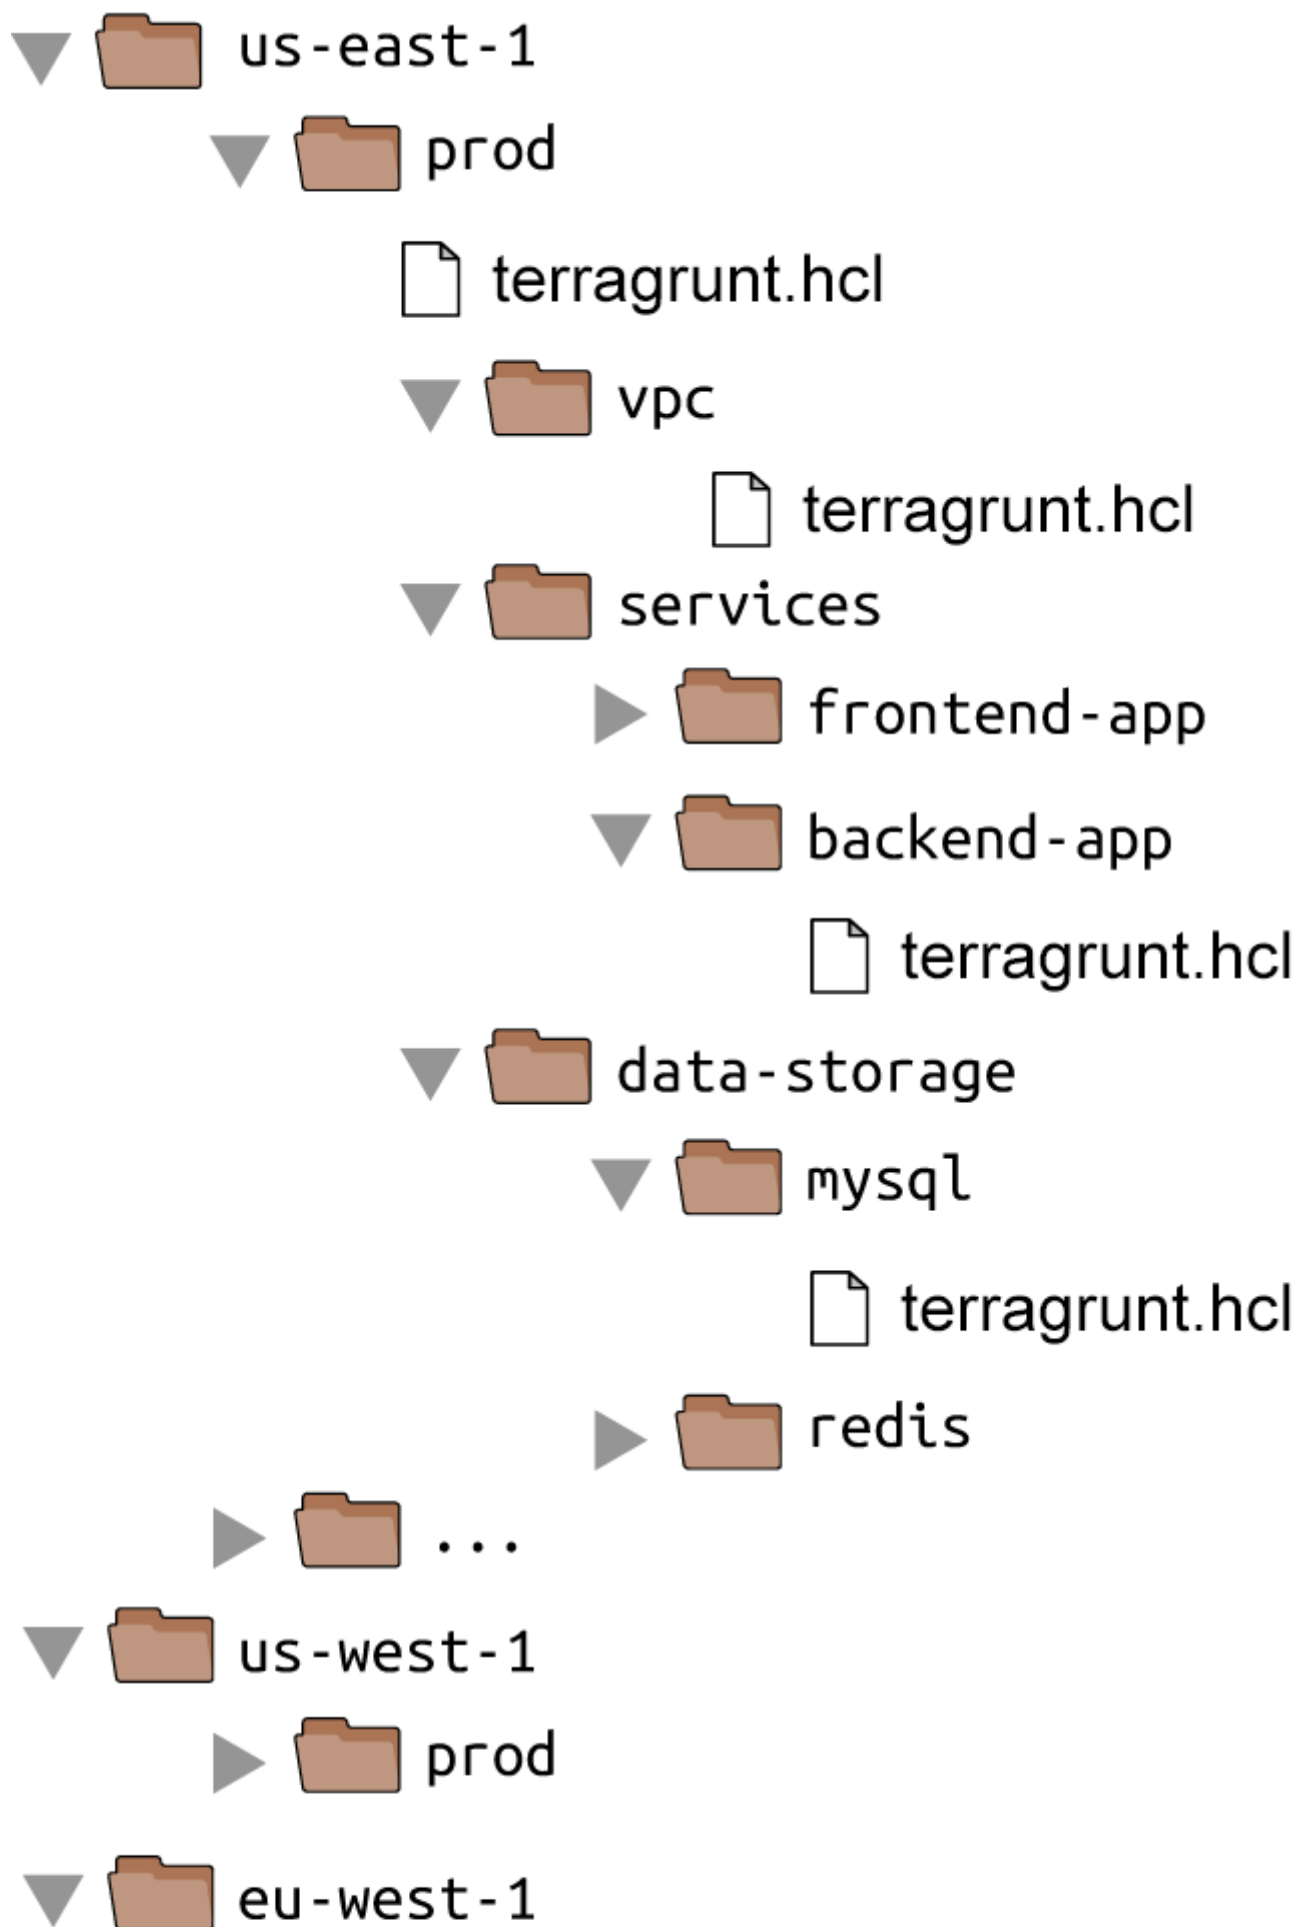 us-east-1
prod
terragrunt.hcl
vpc
terragrunt.hcl
services
frontend-app
backend-app
terragrunt.hcl
data-storage
mysql
terragrunt.hcl
redis
...
us-west-1
prod
eu-west-1